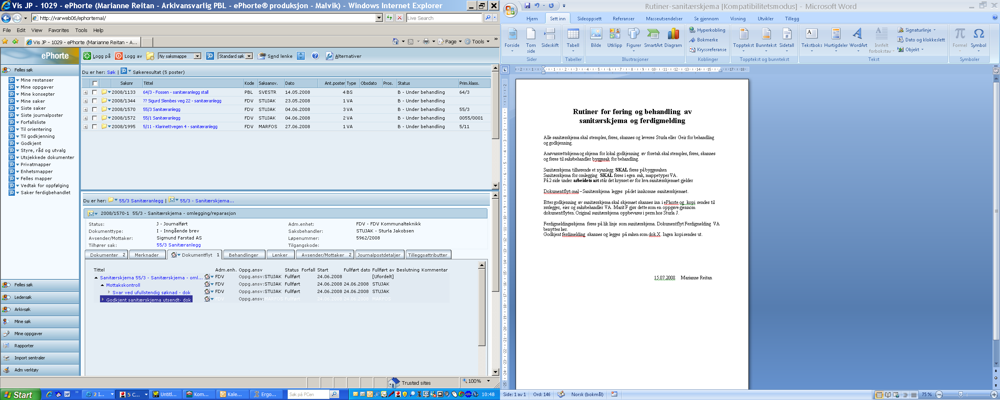 Vis JP - 1029 - ePhorte (Marianne Reitan - Arkivansvarlig PBL - ePhorte® produksjon - Malvik) - Windows Internet Explorer
http://varweb06/ephortemal/
Live Search
File Edit View Favorites Tools Help
Vis JP - 1029 - ePhorte (Marianne Reitan - A...
Page Tools »
ePhorte
Logg på Logg av Ny saksmappe Standard søk Send lenke Alternativer
Felles søk
Mine restanser
Mine oppgaver
Mine konsepter
Mine saker
Siste saker
Siste journalposter
Forfallsliste
Til orientering
Til godkjenning
Godkjent
Styre, råd og utvalg
Utsjekkede dokumenter
Privatmapper
Enhetsmapper
Felles mapper
Vedtak for oppfølging
Saker ferdigbehandlet
Felles søk
Ledersøk
Arkivsøk
Mine søk
Mine oppgaver
Rapporter
Import sentraler
Adm verktøy
Du er her: Søk | Søkeresultat (5 poster)
Saksnr Tittel Kode Saksansv. Dato Ant.poster Type Obsdato Pros. Status Prim.klass.
2008/1133 64/3 - Fossen - sanitæranlegg stall PBL SVESTR 14.05.2008 4 BS B - Under behandling 64/3
2008/1344 ?? Sigurd Slembes veg 22 - sanitæranlegg FDV STUJAK 23.05.2008 1 VA B - Under behandling
2008/1570 55/3 Sanitæranlegg FDV STUJAK 04.06.2008 3 VA B - Under behandling 55/3
2008/1572 55/1 Sanitæranlegg FDV STUJAK 04.06.2008 2 VA B - Under behandling 0055/0001
2008/1995 5/11 - Klarinettvegen 4 - sanitæranlegg FDV MARFOS 27.06.2008 1 VA B - Under behandling 5/11
Du er her: 55/3 Sanitæranlegg | 55/3 - Sanitærskjema...
2008/1570-1 55/3 - Sanitærskjema - omlegging/reparasjon
Status: J - Journalført Adm.enhet: FDV - FDV Kommunalteknikk
Dokumenttype: I - Inngående brev Saksbehandler: STUJAK - Sturla Jakobsen
Avsender/Mottaker: Sigmund Farstad AS Løpenummer: 5962/2008
Tilhører sak: 55/3 Sanitæranlegg Tilgangskode:
Dokumenter 2 Merknader Dokumentflyt 1 Behandlinger Lenker Avsender/Mottaker 2 Journalpostdetaljer Tilleggsattributter
Tittel Adm.enh. Oppg.ansv Status Forfall Start Fullført dato Fullført av Beslutning Kommentar
Sanitærskjema 55/3 - Sanitærskjema - oml... FDV Oppg.ansv:STUJAK Fullført 24.06.2008 [Ufordelt]
Mottakskontroll FDV Oppg.ansv:STUJAK Fullført 24.06.2008 24.06.2008 STUJAK
Svar ved ufullstendig søknad - dok FDV Oppg.ansv:STUJAK Fullført 24.06.2008 24.06.2008 STUJAK
Godkjent sanitærskjema utsendt- dok FDV Oppg.ansv:MARFOS Fullført 24.06.2008 24.06.2008 MARFOS
Trusted sites 100%
Start » 2 I... 5 C... Untitl... Kom... Kale... Ergo... Søk på PCen 10:48
Rutiner-sanitærskjema [Kompatibilitetsmodus] - Microsoft Word
Hjem Sett inn Sideoppsett Referanser Masseutsendelser Se gjennom Visning Utvikler Tillegg
Forside Tom side Sideskift Tabell Bilde Utklipp Figurer SmartArt Diagram Hyperkobling Bokmerke Kryssreferanse Topptekst Bunntekst Sidetall Tekstboks Hurtigdeler WordArt Innfelt forbokstav Signaturlinje Dato og klokkeslett Objekt Formel Symbol
Sider Tabeller Illustrasjoner Koblinger Topptekst og bunntekst Tekst Symboler
Rutiner for føring og behandling av
sanitærskjema og ferdigmelding
Alle sanitærskjema skal stemples, føres, skannes og leveres Sturla eller Geir for behandling
og godkjenning.
Ansvarsrettskjema og skjema for lokal godkjenning av foretak skal stemples, føres, skannes
og føres til saksbehandler byggesak for behandling.
Sanitærskjema tilhørende et nyanlegg SKAL føres på byggesaken
Sanitærskjema for omlegging SKAL føres i egen sak, mappetyper VA.
På 2 side under arbeidets art står det krysset av for hva sanitærskjemaet gjelder
Dokumentflyt-mal – Sanitærskjema legges på det innkomne sanitærskjemaet.
Etter godkjenning av sanitærskjema skal skjemaet skannes inn i ePhorte og kopi sendes til
rørlegger, eier og saksbehandler VA. Marit F gjør dette som en oppgave gjennom
dokumentflyten. Original sanitærskjema oppbevares i perm hos Sturla J.
Ferdigmeldingsskjema føres på lik linje som sanitærskjema. Dokumentflyt Ferdigmelding VA
benyttes her.
Godkjent ferdimelding skannes og legges på saken som dok.X. Ingen kopi sendes ut.
15.07.2008 Marianne Reitan
Side: 1 av 1 Ord: 146 Norsk (bokmål) 75 %